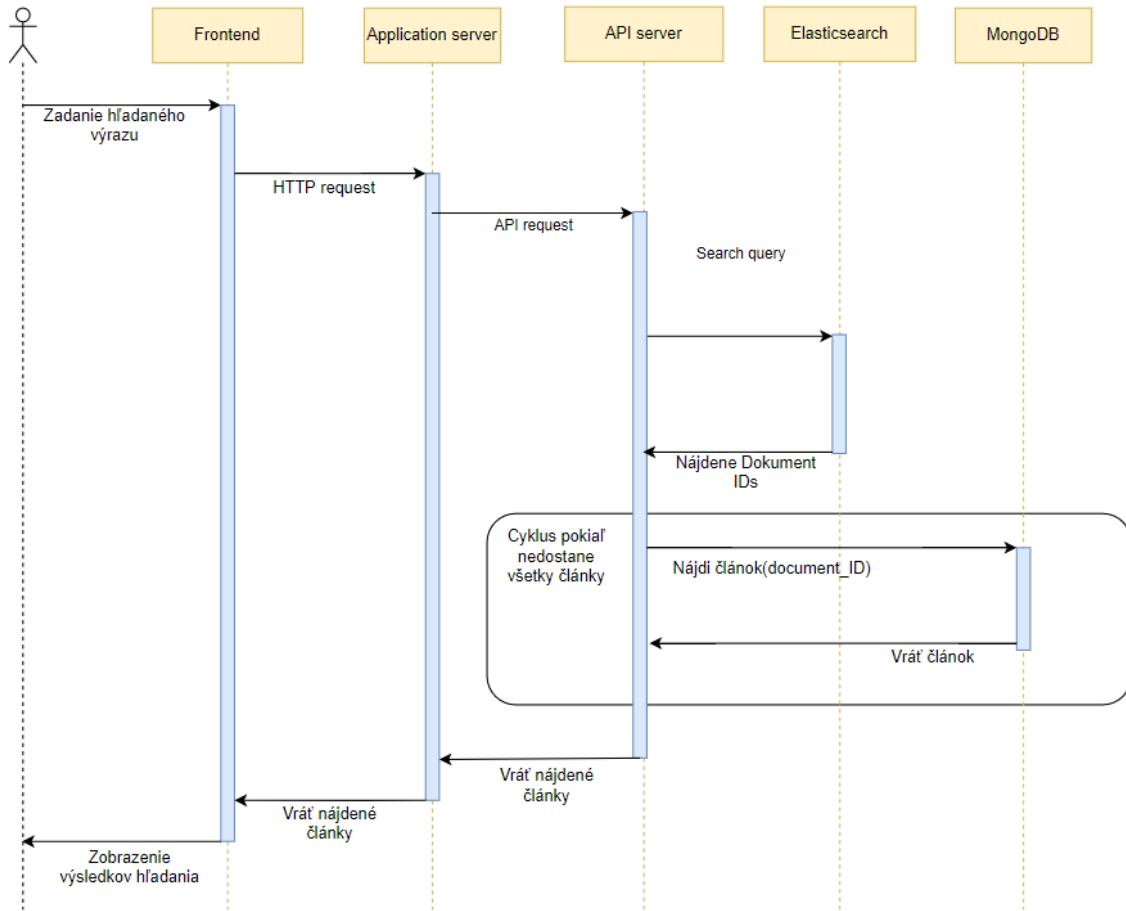 Frontend
Application server
API server
Elasticsearch
MongoDB
Zadanie hľadaného
výrazu
HTTP request
API request
Search query
Nájdene Dokument
IDs
Cyklus pokiaľ
nedostane
všetky články
Nájdi článok(document_ID)
Vráť článok
Vráť nájdené
články
Vráť nájdené
články
Zobrazenie
výsledkov hľadania